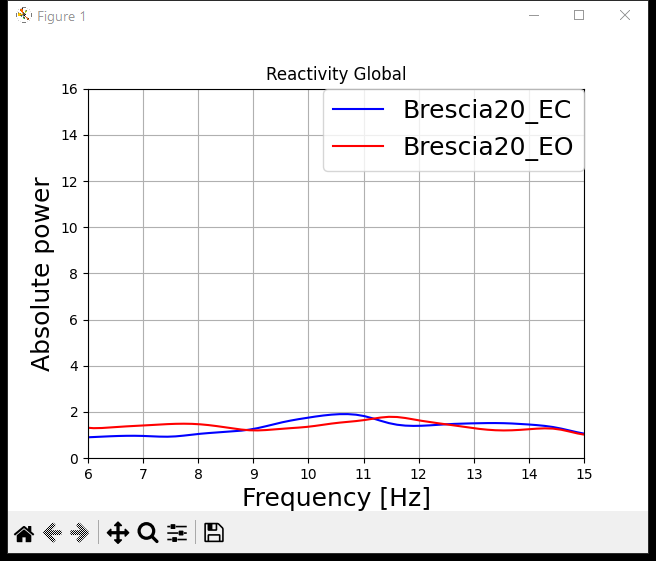 Figure 1
Reactivity Global
Brescia20_EC
Brescia20_EO
Absolute power
16
14
12
10
8
6
4
2
0
6 7 8 9 10 11 12 13 14 15
Frequency [Hz]